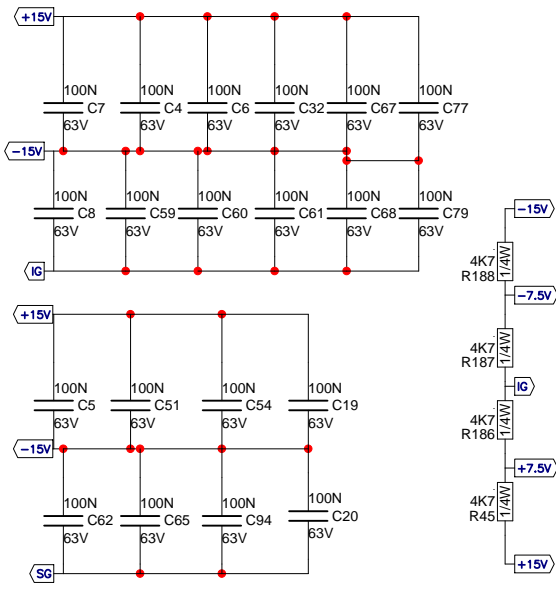 +15V
100N 100N 100N 100N 100N 100N
C7 C4 C6 C32 C67 C77
63V 63V 63V 63V 63V 63V
-15V
100N 100N 100N 100N 100N 100N
C8 C59 C60 C61 C68 C79
63V 63V 63V 63V 63V 63V
IG
+15V
100N 100N 100N 100N
C5 C51 C54 C19
63V 63V 63V 63V
-15V
100N 100N 100N 100N
C62 C65 C94 C20
63V 63V 63V 63V
SG
-15V
4K7
R188
1/4W
-7.5V
4K7
R187
1/4W
IG
4K7
R186
1/4W
+7.5V
4K7
R45
1/4W
+15V